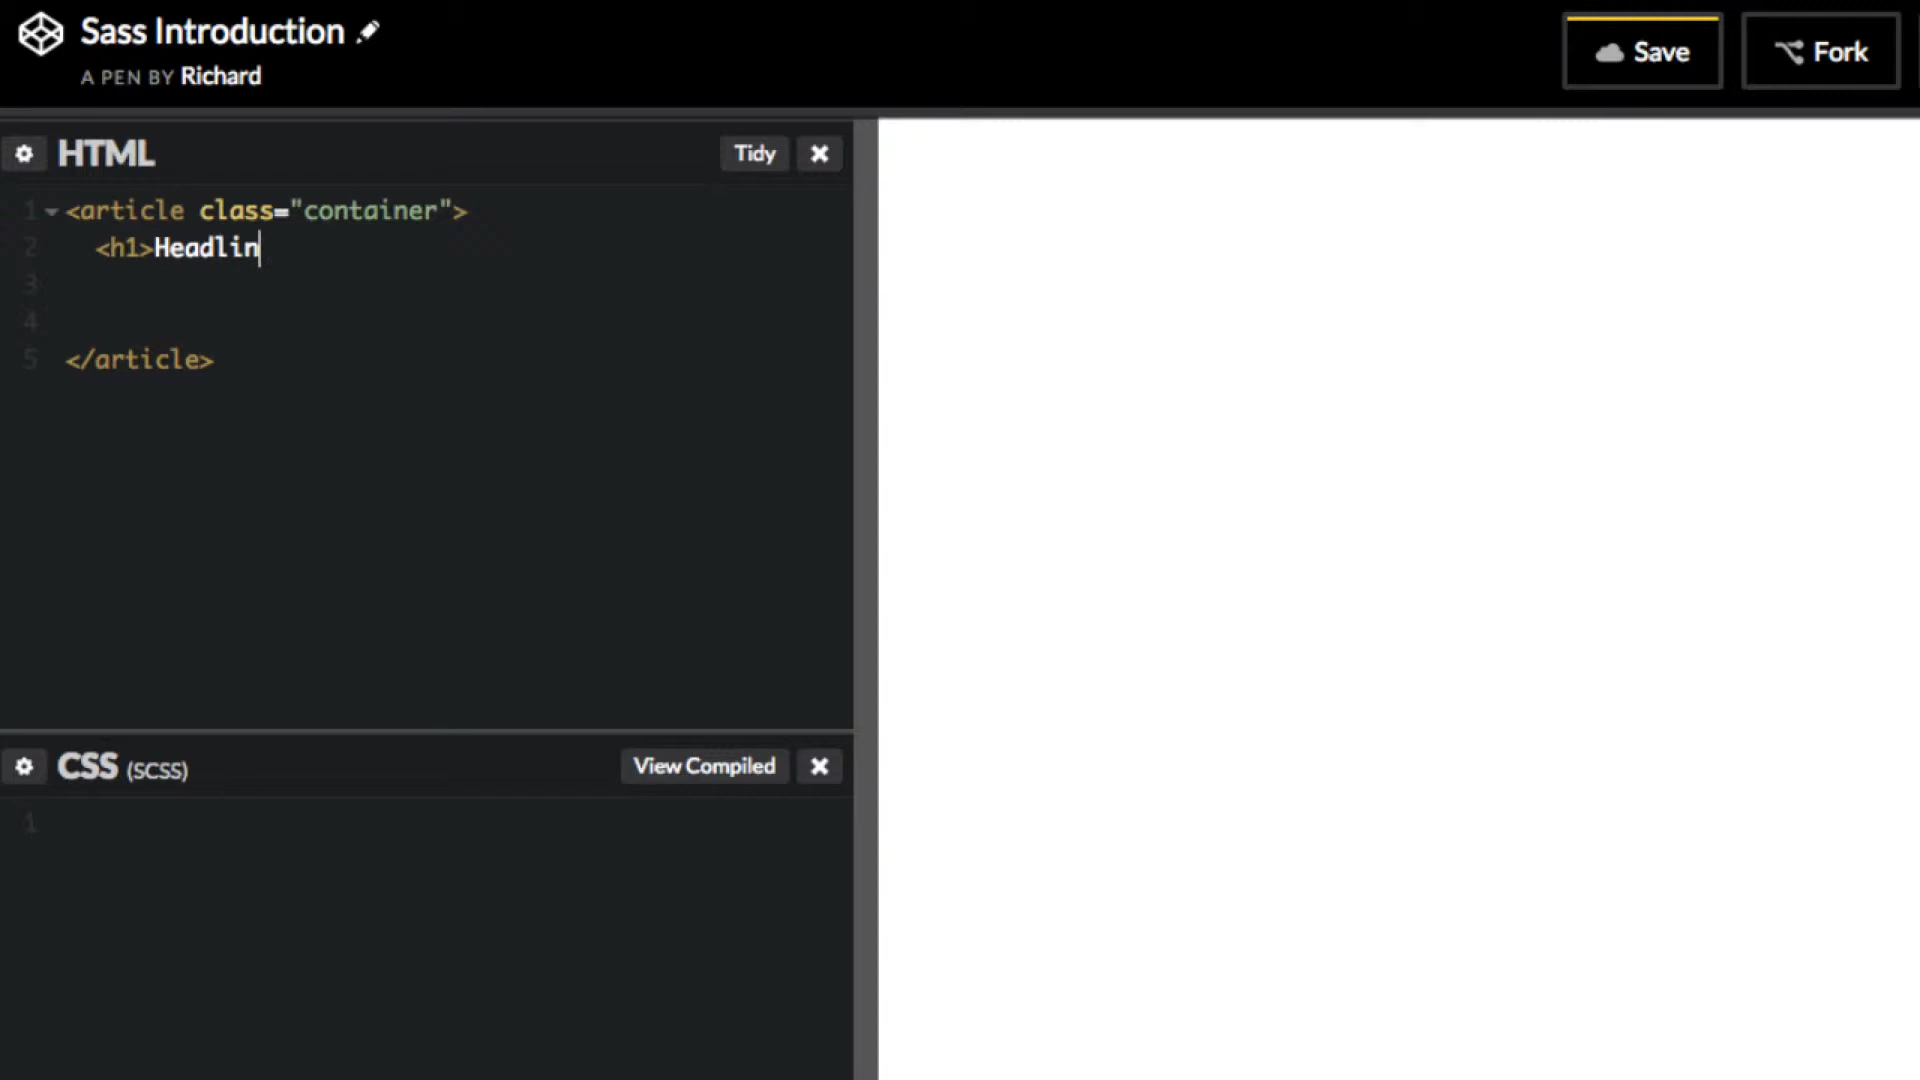 Sass Introduction
A PEN BY Richard
Save
Fork
HTML
Tidy
1 <article class="container">
2 <h1>Headlin
3
4
5 </article>
CSS (SCSS)
View Compiled
1